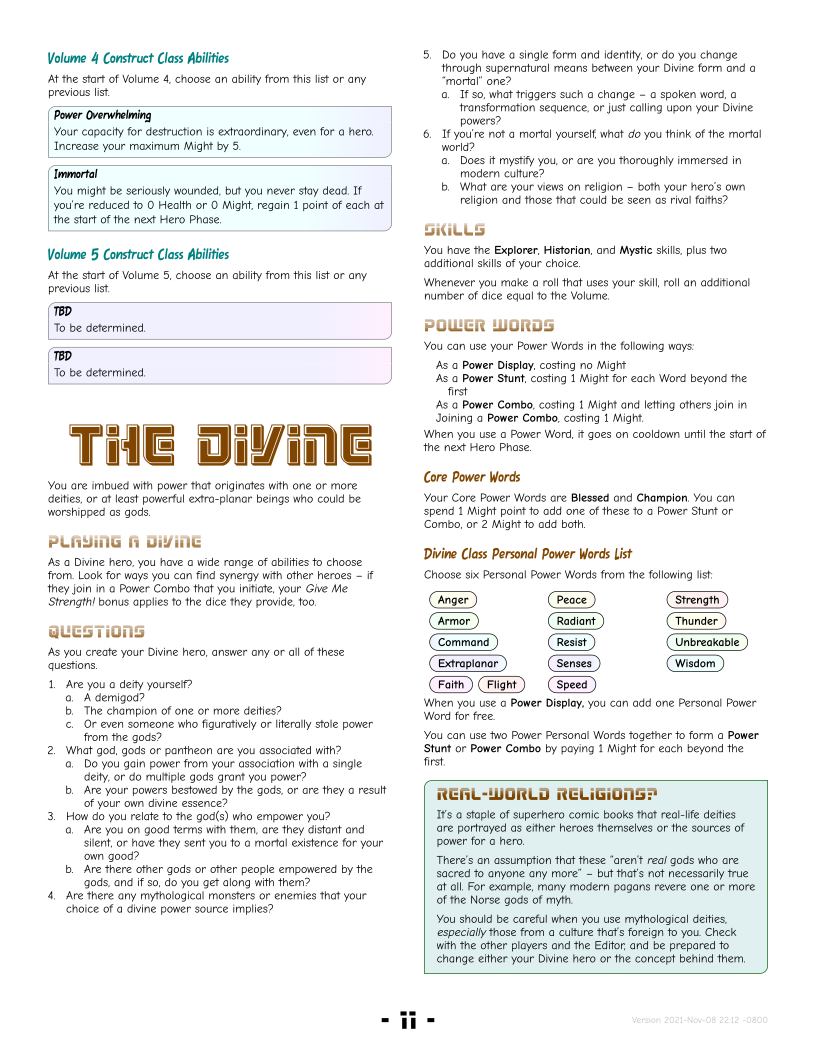 Volume 4 Construct Class Abilities
At the start of Volume 4, choose an ability from this list or any
previous list.
Power Overwhelming
Your capacity for destruction is extraordinary, even for a hero.
Increase your maximum Might by 5.
Immortal
You might be seriously wounded, but you never stay dead. If
you're reduced to 0 Health or 0 Might, regain 1 point of each at
the start of the next Hero Phase.
Volume 5 Construct Class Abilities
At the start of Volume 5, choose an ability from this list or any
previous list.
TBD
To be determined.
TBD
To be determined.
The Divine
You are imbued with power that originates with one or more
deities, or at least powerful extra-planar beings who could be
worshipped as gods.
Playing a Divine
As a Divine hero, you have a wide range of abilities to choose
from. Look for ways you can find synergy with other heroes – if
they join in a Power Combo that you initiate, your Give Me
Strength! bonus applies to the dice they provide, too.
Questions
As you create your Divine hero, answer any or all of these
questions.
1. Are you a deity yourself?
a. A demigod?
b. The champion of one or more deities?
c. Or even someone who figuratively or literally stole power
from the gods?
2. What god, gods or pantheon are you associated with?
a. Do you gain power from your association with a single
deity, or do multiple gods grant you power?
b. Are your powers bestowed by the gods, or are they a result
of your own divine essence?
3. How do you relate to the god(s) who empower you?
a. Are you on good terms with them, are they distant and
silent, or have they sent you to a mortal existence for your
own good?
b. Are there other gods or other people empowered by the
gods, and if so, do you get along with them?
4. Are there any mythological monsters or enemies that your
choice of a divine power source implies?
5. Do you have a single form and identity, or do you change
through supernatural means between your Divine form and a
"mortal" one?
a. If so, what triggers such a change – a spoken word, a
transformation sequence, or just calling upon your Divine
powers?
6. If you're not a mortal yourself, what do you think of the mortal
world?
a. Does it mystify you, or are you thoroughly immersed in
modern culture?
b. What are your views on religion – both your hero's own
religion and those that could be seen as rival faiths?
Skills
You have the Explorer, Historian, and Mystic skills, plus two
additional skills of your choice.
Whenever you make a roll that uses your skill, roll an additional
number of dice equal to the Volume.
Power Words
You can use your Power Words in the following ways:
As a Power Display, costing no Might
As a Power Stunt, costing 1 Might for each Word beyond the
first
As a Power Combo, costing 1 Might and letting others join in
Joining a Power Combo, costing 1 Might.
When you use a Power Word, it goes on cooldown until the start of
the next Hero Phase.
Core Power Words
Your Core Power Words are Blessed and Champion. You can
spend 1 Might point to add one of these to a Power Stunt or
Combo, or 2 Might to add both.
Divine Class Personal Power Words List
Choose six Personal Power Words from the following list:
Anger Peace Strength
Armor Radiant Thunder
Command Resist Unbreakable
Extraplanar Senses Wisdom
Faith Flight Speed
When you use a Power Display, you can add one Personal Power
Word for free.
You can use two Power Personal Words together to form a Power
Stunt or Power Combo by paying 1 Might for each beyond the
first.
Real-World Religions?
It's a staple of superhero comic books that real-life deities
are portrayed as either heroes themselves or the sources of
power for a hero.
There's an assumption that these "aren't real gods who are
sacred to anyone any more" – but that's not necessarily true
at all. For example, many modern pagans revere one or more
of the Norse gods of myth.
You should be careful when you use mythological deities,
especially those from a culture that's foreign to you. Check
with the other players and the Editor, and be prepared to
change either your Divine hero or the concept behind them.
- ii -
Version 2021-Nov-08 22:12 -0800